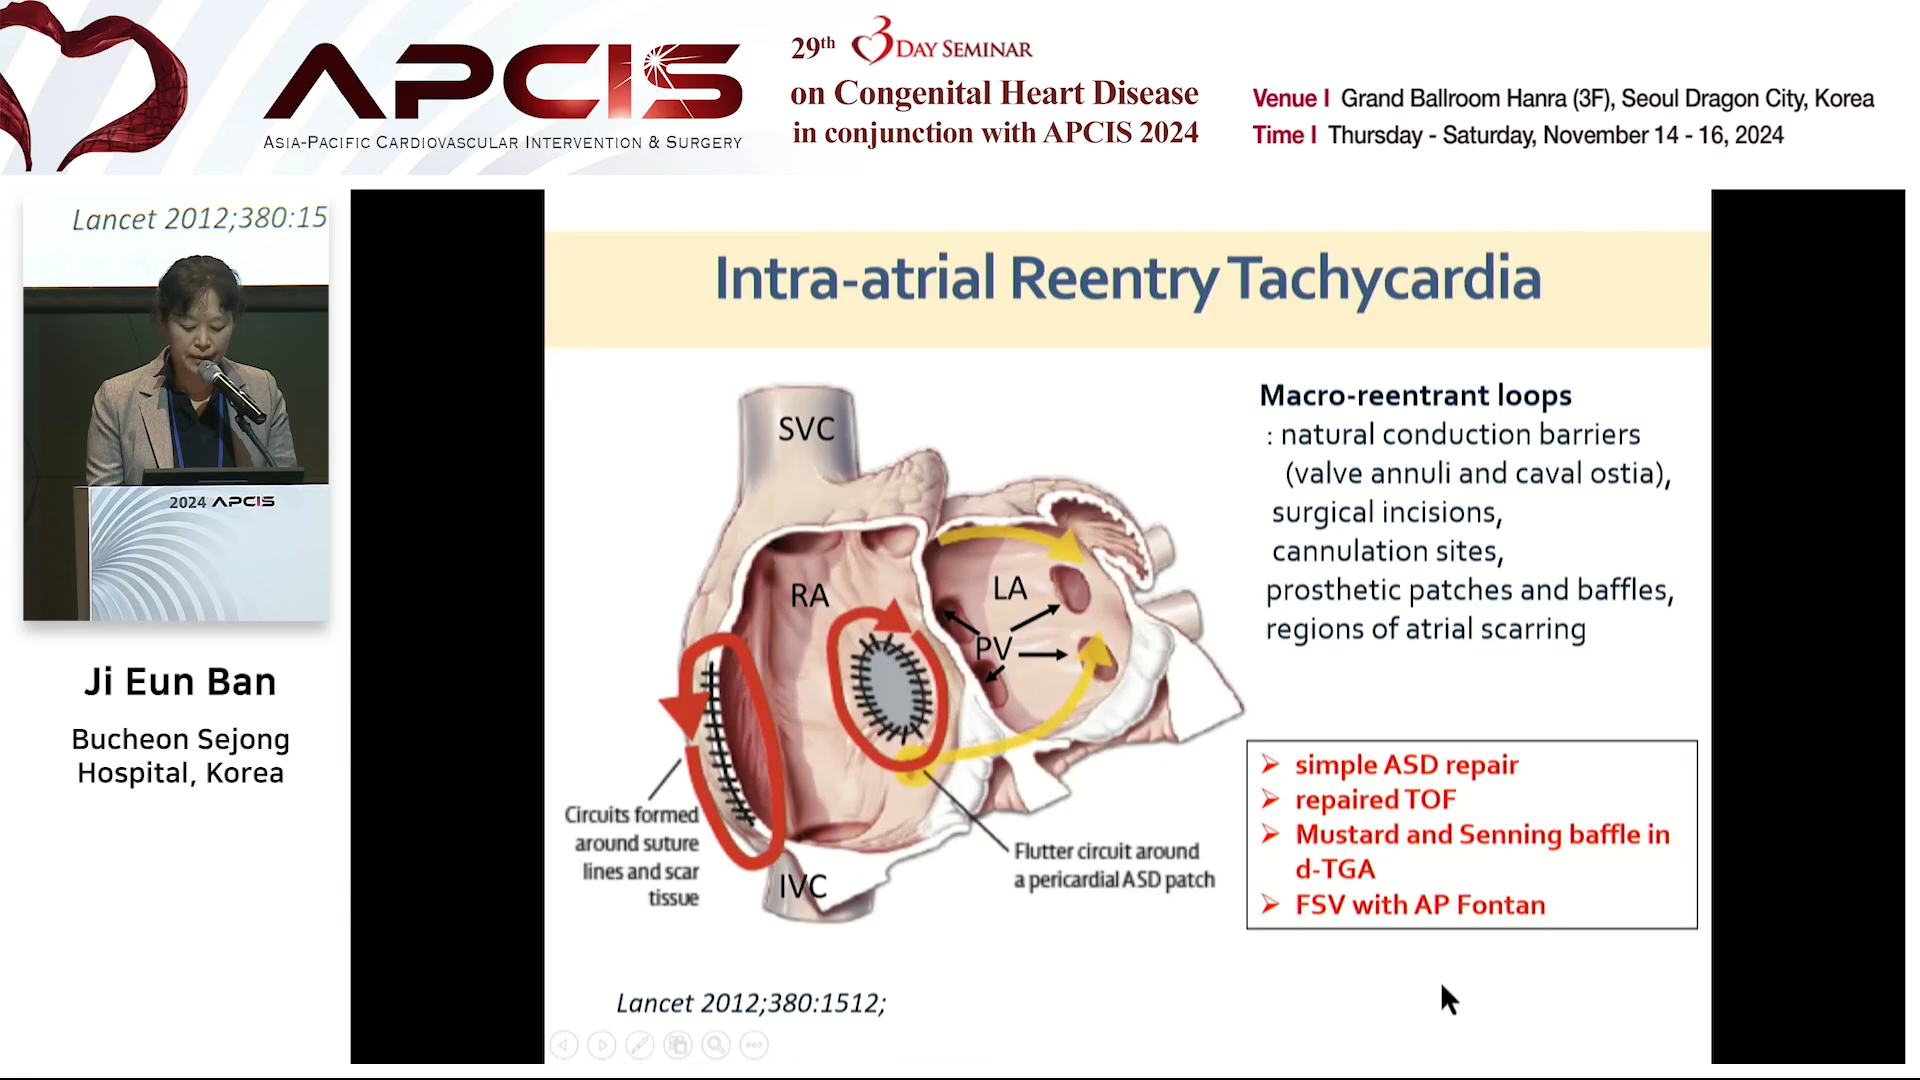 APCIS
ASIA-PACIFIC CARDIOVASCULAR INTERVENTION & SURGERY
29th 3 DAY SEMINAR
on Congenital Heart Disease
in conjunction with APCIS 2024
Venue I Grand Ballroom Hanra (3F), Seoul Dragon City, Korea
Time I Thursday - Saturday, November 14 - 16, 2024
Lancet 2012;380:15
2024 APCIS
Ji Eun Ban
Bucheon Sejong
Hospital, Korea
Intra-atrial Reentry Tachycardia
SVC
RA
LA
PV
IVC
Circuits formed
around suture
lines and scar
tissue
Flutter circuit around
a pericardial ASD patch
Macro-reentrant loops
: natural conduction barriers
(valve annuli and caval ostia),
surgical incisions,
cannulation sites,
prosthetic patches and baffles,
regions of atrial scarring
➢ simple ASD repair
➢ repaired TOF
➢ Mustard and Senning baffle in
d-TGA
➢ FSV with AP Fontan
Lancet 2012;380:1512;